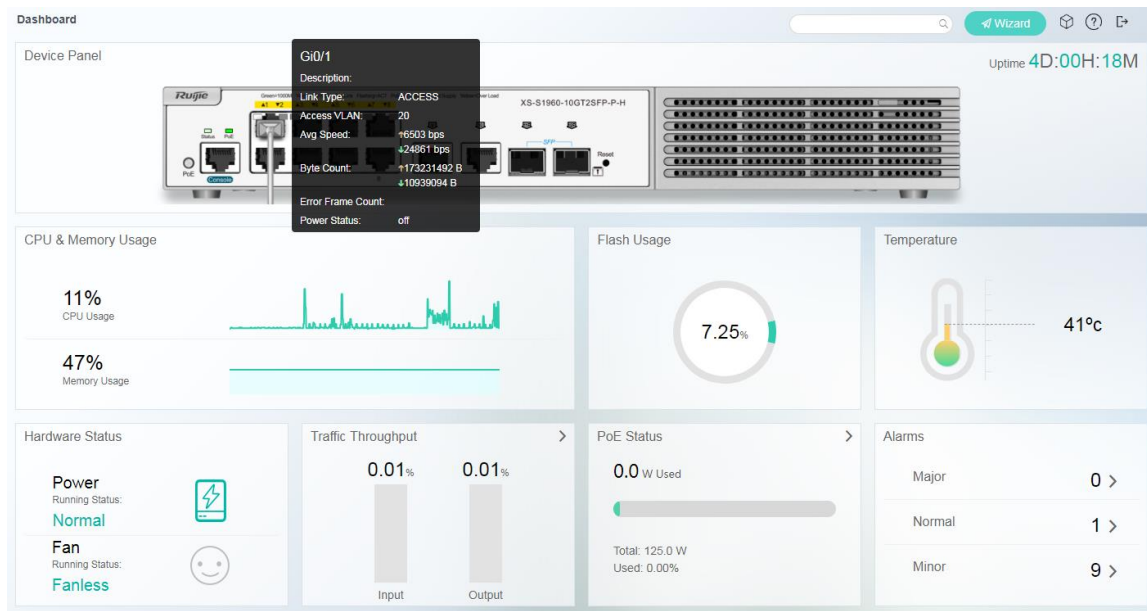 Dashboard
Wizard
Device Panel
Uptime 4D:00H:18M
Gi0/1
Description:
Link Type: ACCESS
Access VLAN: 20
Avg Speed: ↑6503 bps
↓24861 bps
Byte Count: ↑173231492 B
↓10939094 B
Error Frame Count:
Power Status: off
Ruijie
XS-S1960-10GT2SFP-P-H
Status PoE
SFP
Reset
PoE
Console
CPU & Memory Usage
11%
CPU Usage
47%
Memory Usage
Flash Usage
7.25%
Temperature
41ºc
Hardware Status
Power
Running Status:
Normal
Fan
Running Status:
Fanless
Traffic Throughput
0.01% 0.01%
Input Output
PoE Status
0.0 W Used
Total: 125.0 W
Used: 0.00%
Alarms
Major 0
Normal 1
Minor 9